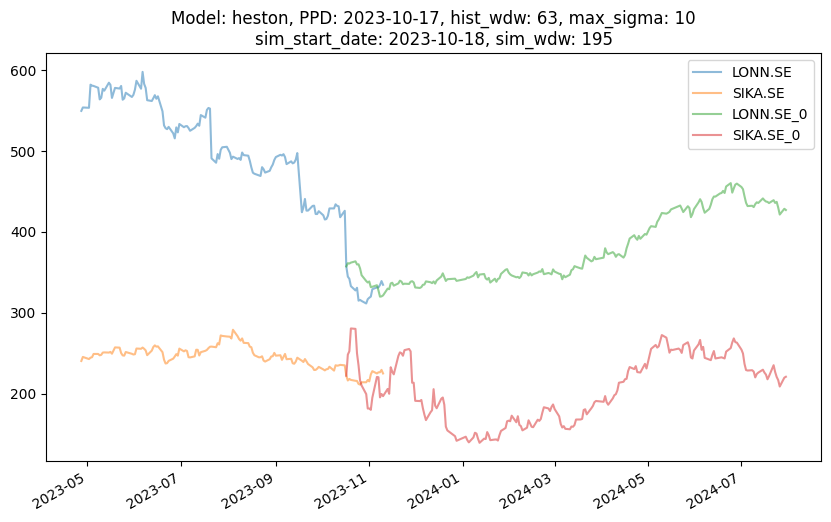 Model: heston, PPD: 2023-10-17, hist_wdw: 63, max_sigma: 10
sim_start_date: 2023-10-18, sim_wdw: 195
600
500
400
300
200
LONN.SE
SIKA.SE
LONN.SE_0
SIKA.SE_0
2023-05
2023-07
2023-09
2023-11
2024-01
2024-03
2024-05
2024-07